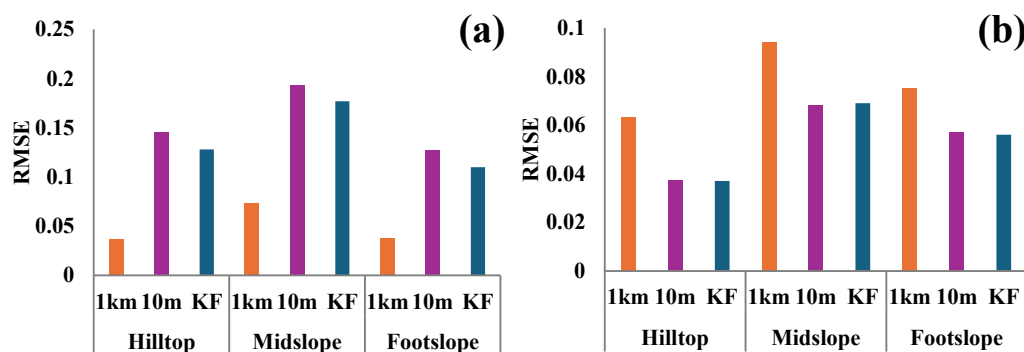 (a)
RMSE
0.25
0.2
0.15
0.1
0.05
0
1km 10m KF 1km 10m KF 1km 10m KF
Hilltop Midslope Footslope
(b)
RMSE
0.1
0.08
0.06
0.04
0.02
0
1km 10m KF 1km 10m KF 1km 10m KF
Hilltop Midslope Footslope